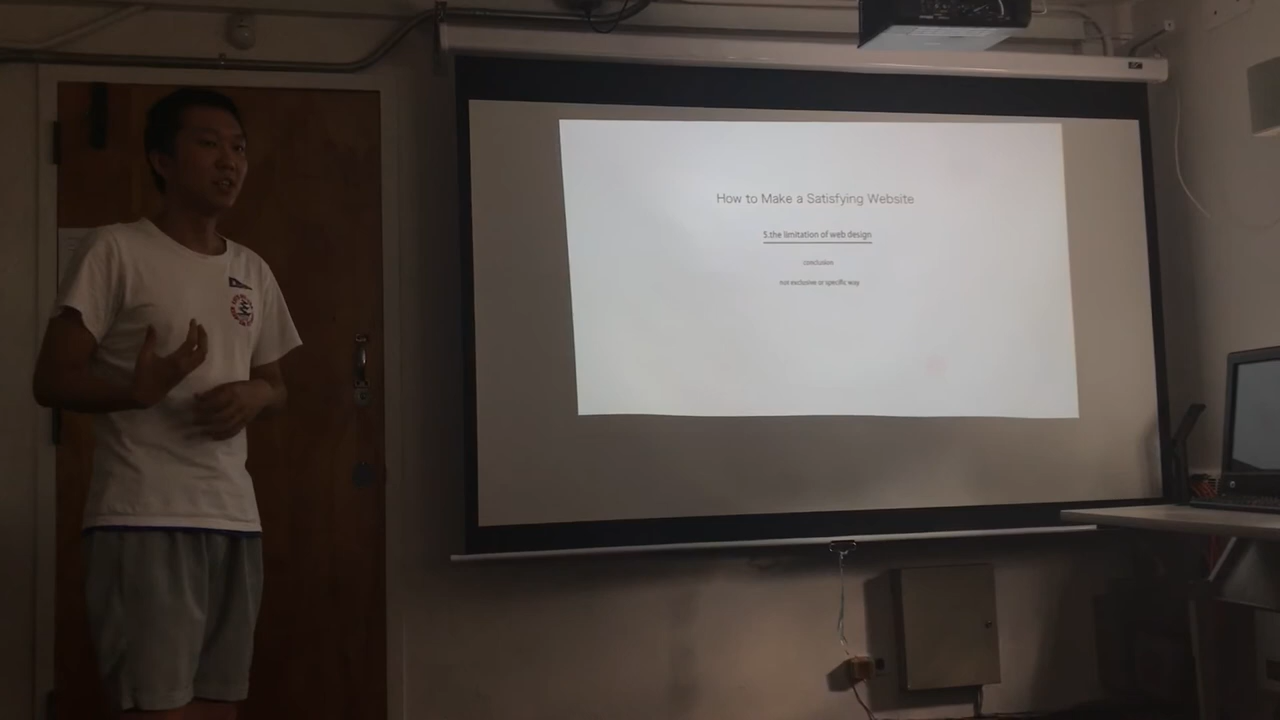 How to Make a Satisfying Website
5.the limitation of web design
conclusion
not exclusive or specific way